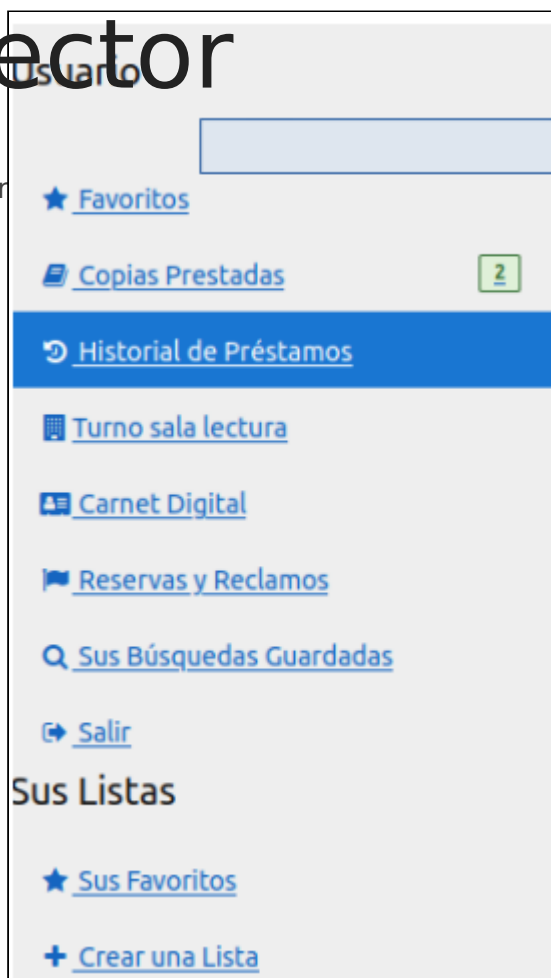 ector
Usuario
r
Favoritos
Copias Prestadas 2
Historial de Préstamos
Turno sala lectura
Carnet Digital
Reservas y Reclamos
Sus Búsquedas Guardadas
Salir
Sus Listas
Sus Favoritos
Crear una Lista